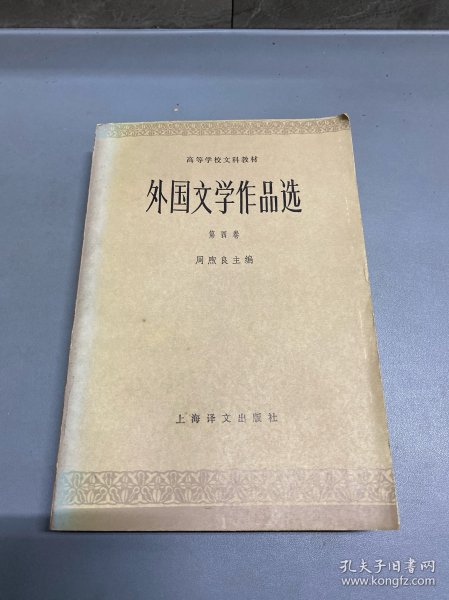 高等学校文科教材
外国文学作品选
第四卷
周煦良主编
上海译文出版社
孔夫子旧书网
www.kongfz.com